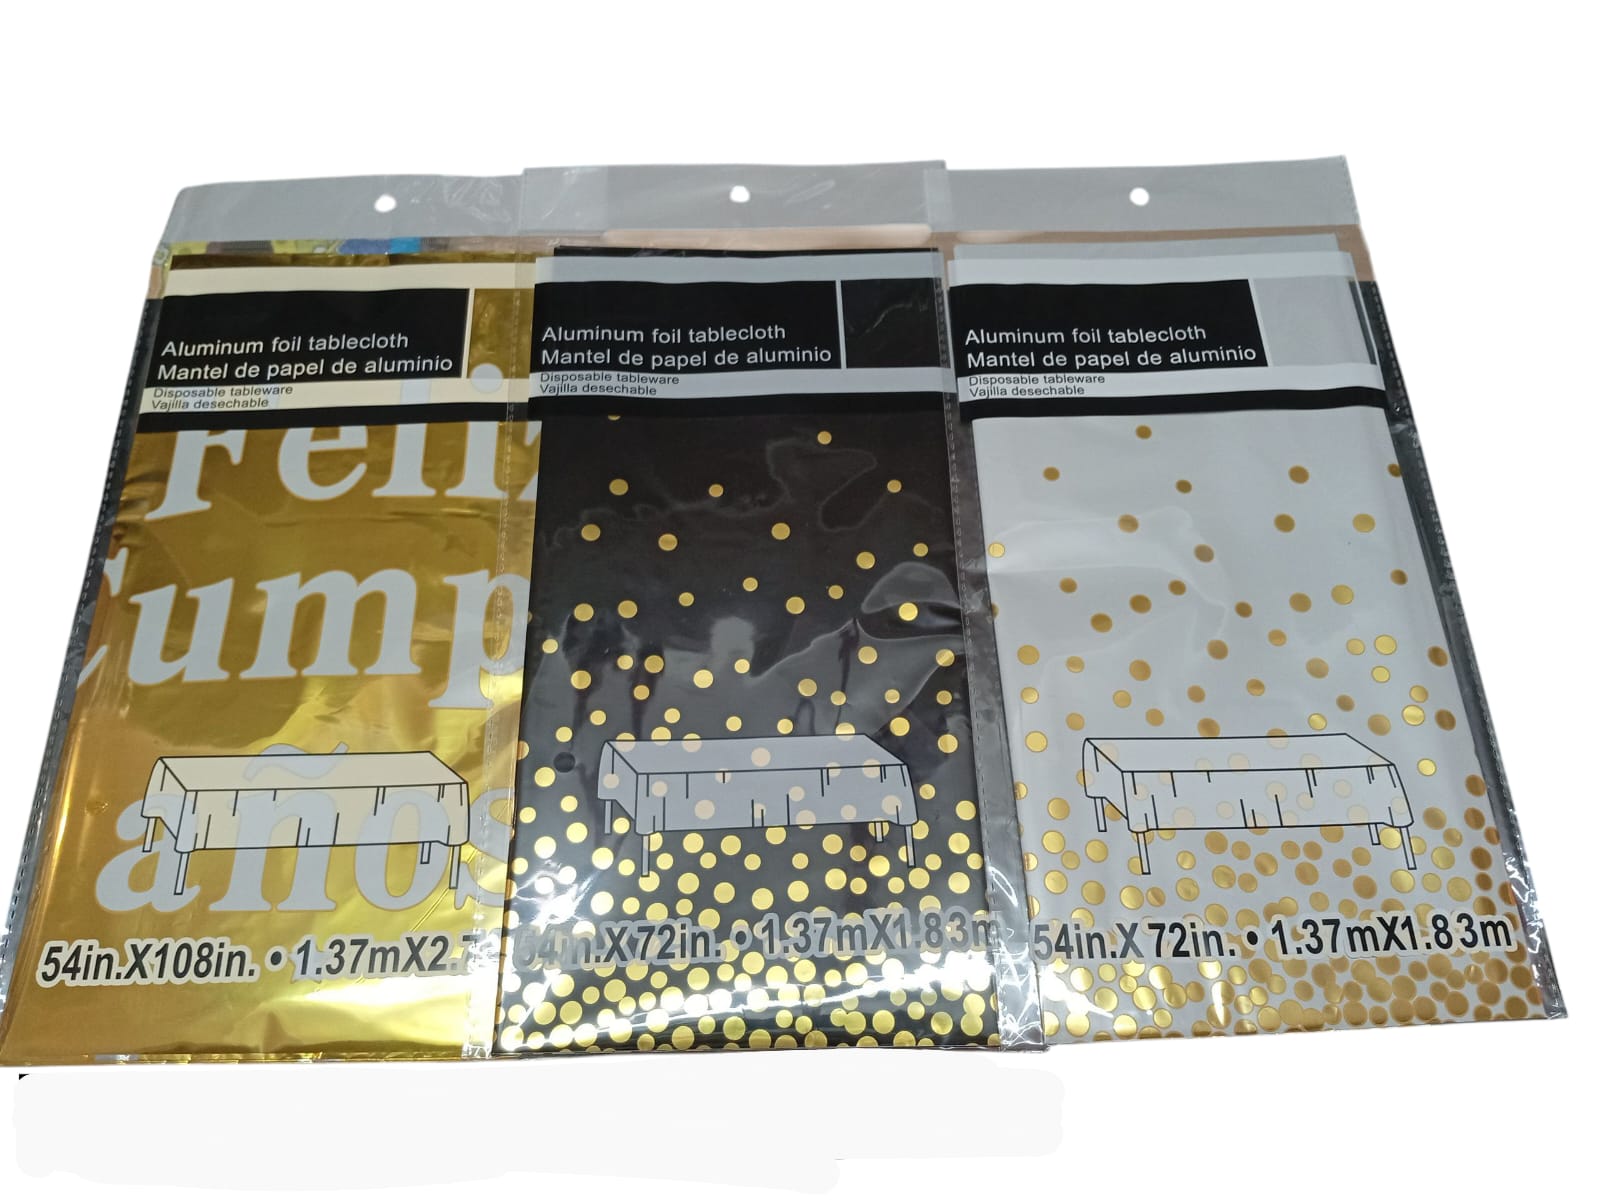 Aluminum foil tablecloth
Mantel de papel de aluminio
Disposable tableware
Vajilla desechable
Feliz
Cump
años
54in.X108in. • 1.37mX2.7
Aluminum foil tablecloth
Mantel de papel de aluminio
Disposable tableware
Vajilla desechable
54in.X72in. • 1.37mX1.83m
Aluminum foil tablecloth
Mantel de papel de aluminio
Disposable tableware
Vajilla desechable
54in.X72in. • 1.37mX1.83m